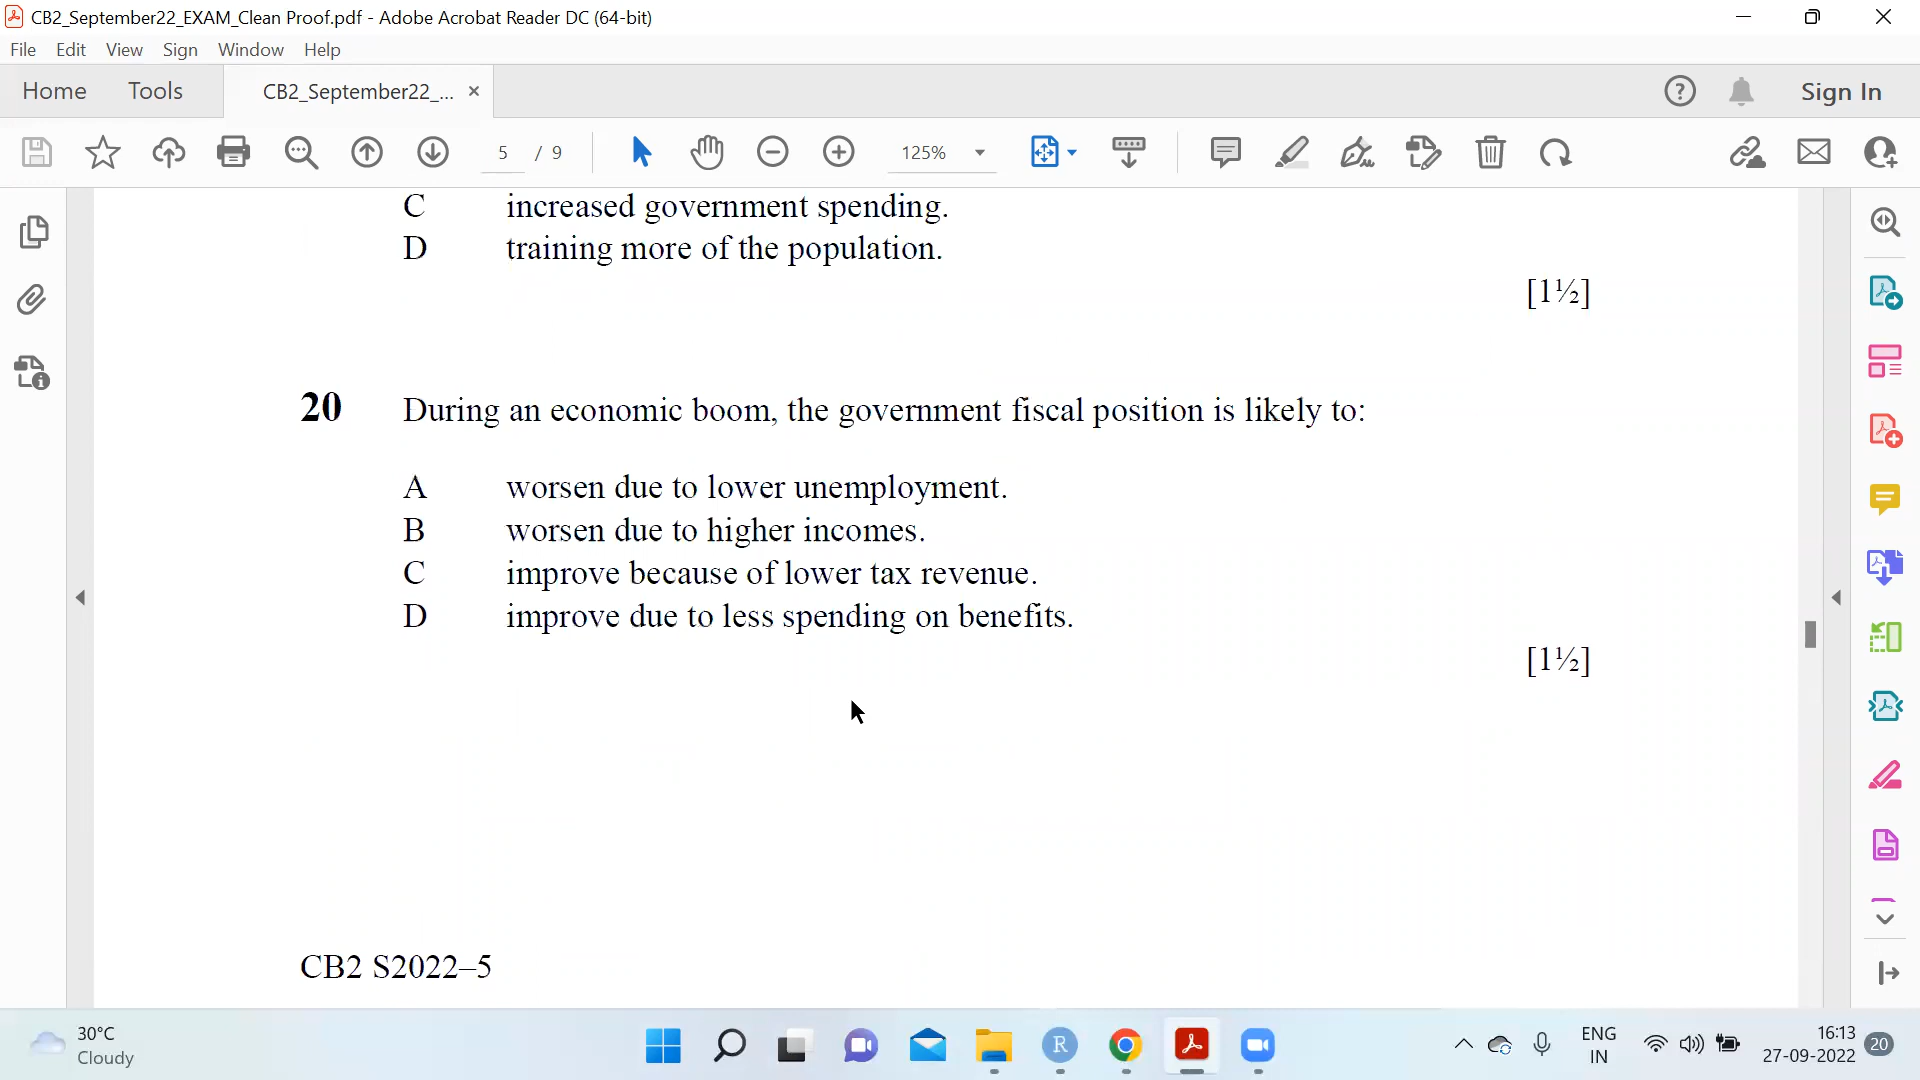 CB2_September22_EXAM_Clean Proof.pdf - Adobe Acrobat Reader DC (64-bit)
File Edit View Sign Window Help
Home Tools CB2_September22_... × Sign In
5 / 9 125%
C increased government spending.
D training more of the population.
[1½]
20 During an economic boom, the government fiscal position is likely to:
A worsen due to lower unemployment.
B worsen due to higher incomes.
C improve because of lower tax revenue.
D improve due to less spending on benefits.
[1½]
CB2 S2022–5
30°C
Cloudy
ENG
IN
16:13
27-09-2022
20